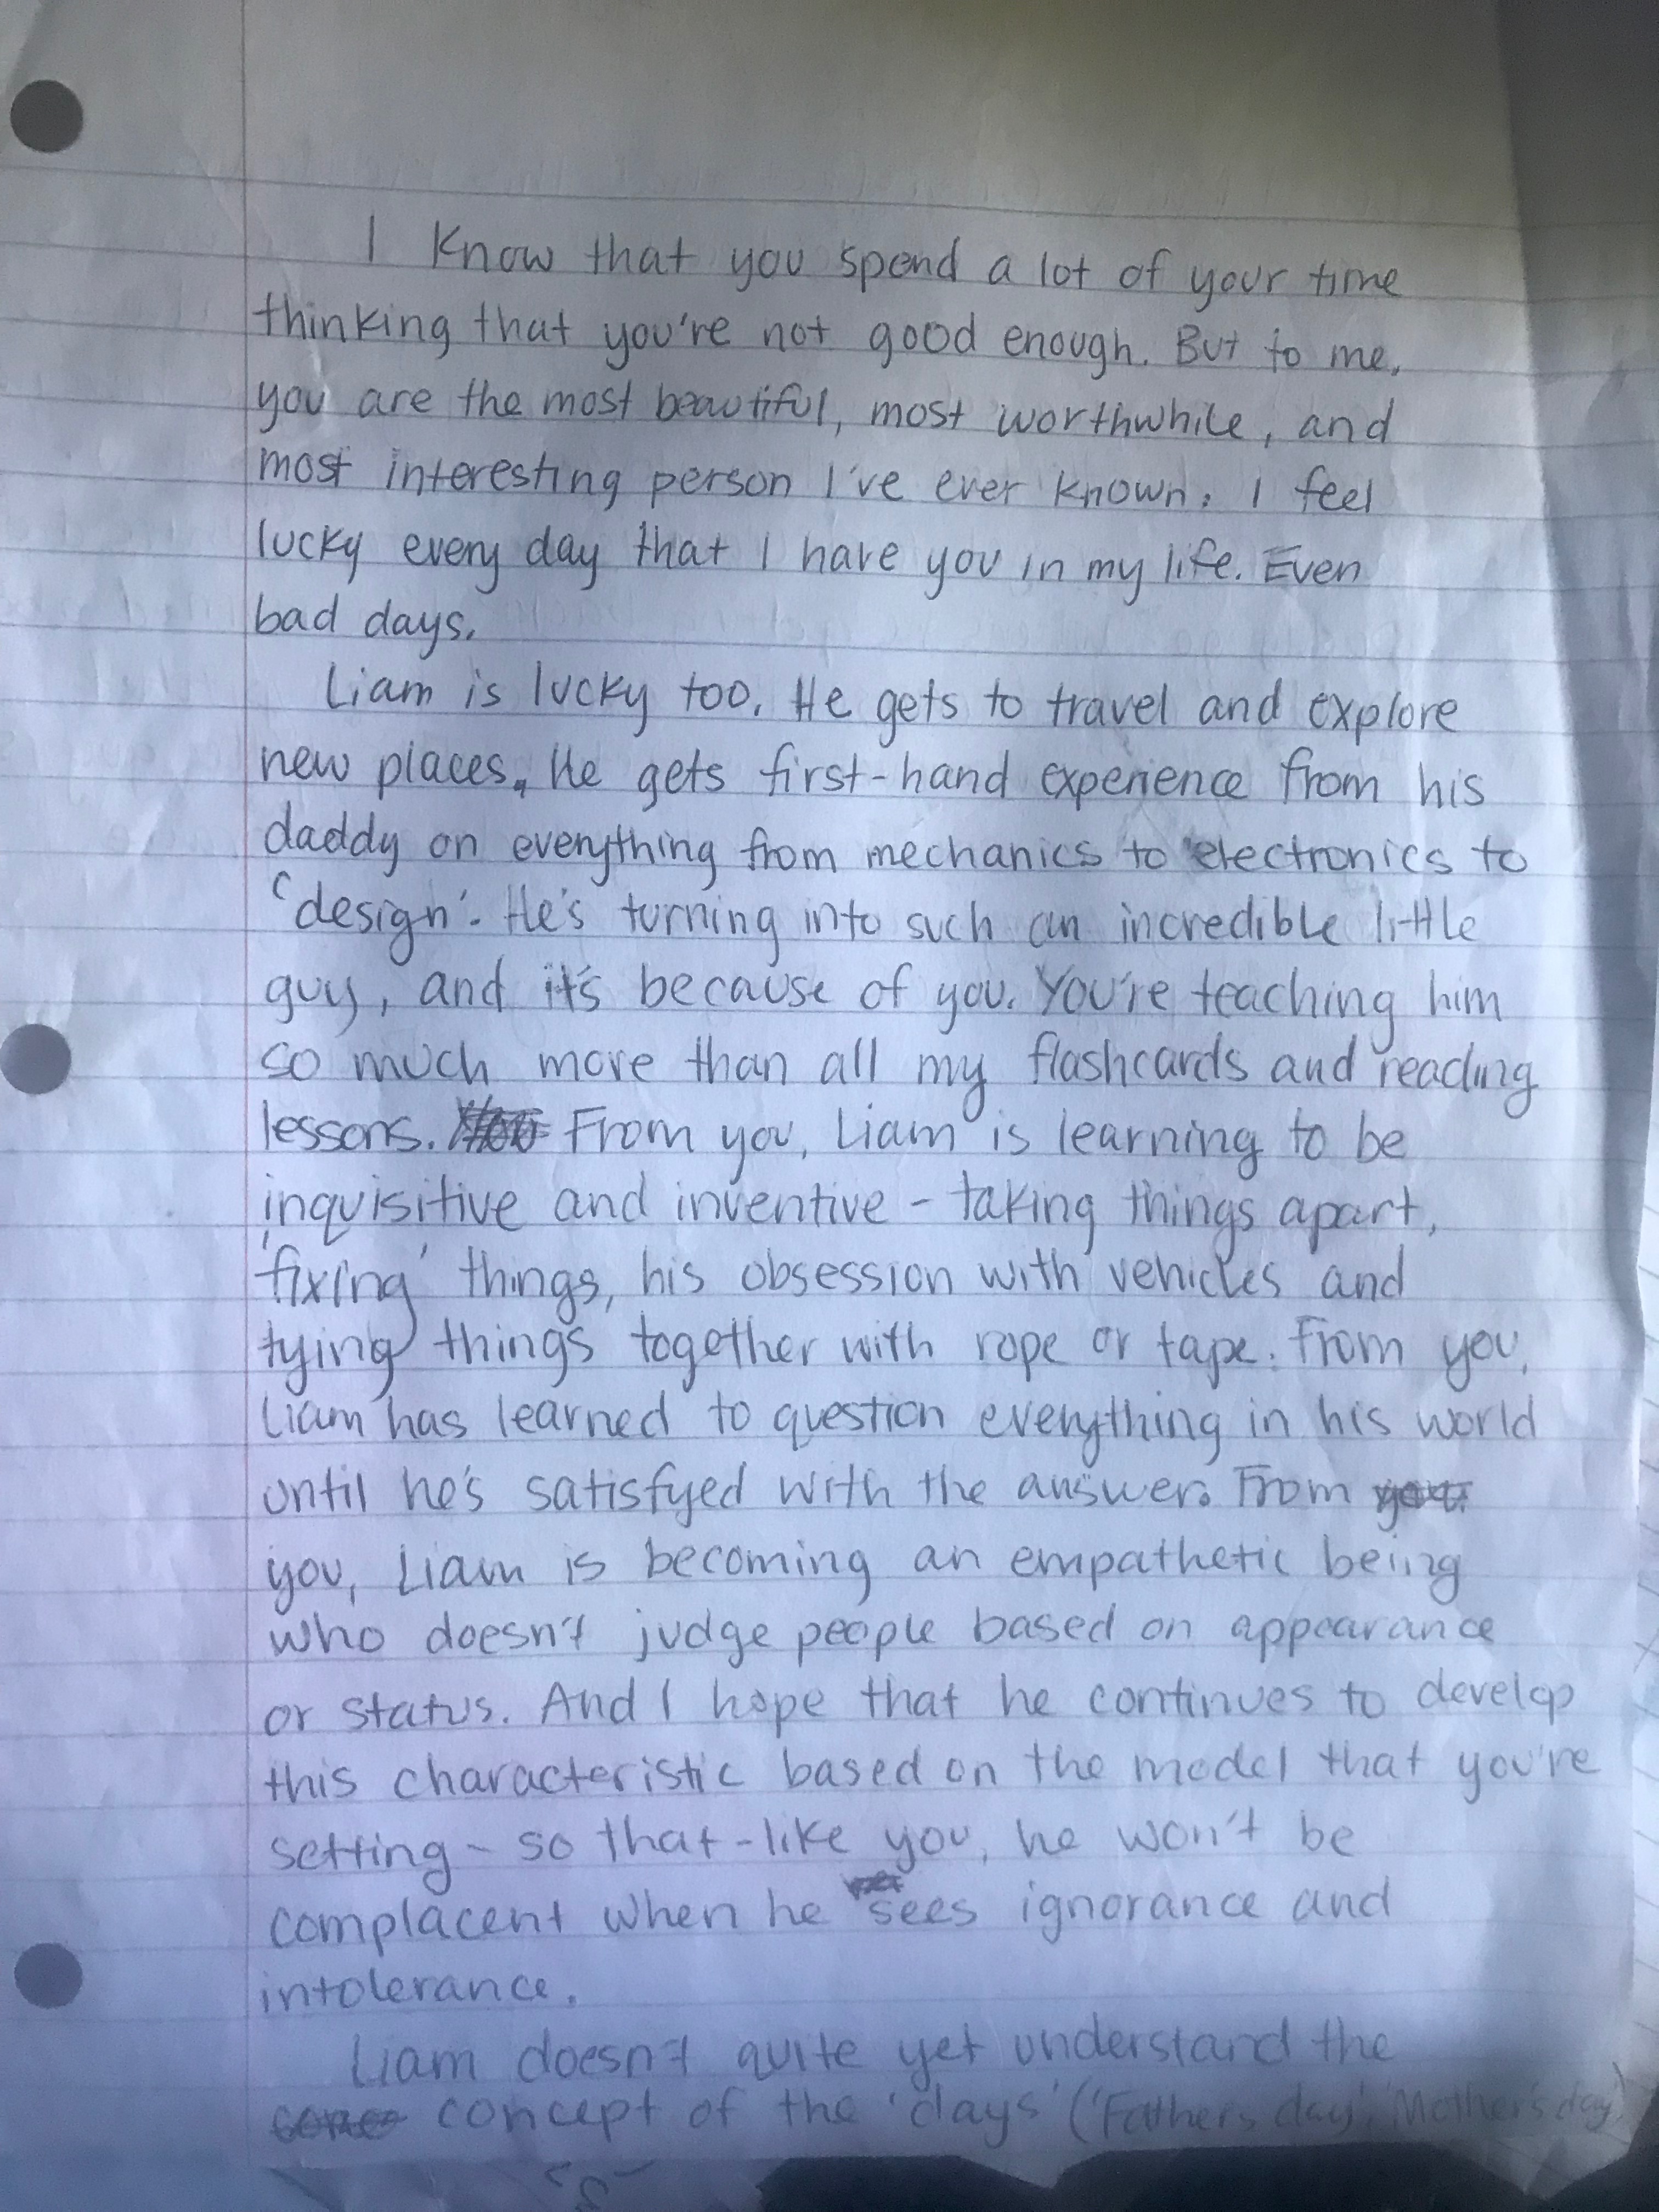 I Know that you spend a lot of your time
thinking that you're not good enough. But to me,
you are the most beautiful, most worthwhile, and
most interesting person I've ever known. I feel
lucky every day that I have you in my life. Even
bad days.
Liam is lucky too. He gets to travel and explore
new places. He gets first-hand experience from his
daddy on everything from mechanics to electronics to
'design'. He's turning into such an incredible little
guy, and it's because of you. You're teaching him
so much more than all my flashcards and reading
lessons. From you, Liam is learning to be
inquisitive and inventive - taking things apart,
'fixing' things, his obsession with vehicles and
tying things together with rope or tape. From you,
Liam has learned to question everything in his world
until he's satisfyed with the answer. From you.
you, Liam is becoming an empathetic being
who doesn't judge people based on appearance
or status. And I hope that he continues to develop
this characteristic based on the model that you're
setting - so that - like you, he won't be
complacent when he sees ignorance and
intolerance.
Liam doesn't quite yet understand the
conce concept of the 'days' ('Fathers day', 'Mother's day')